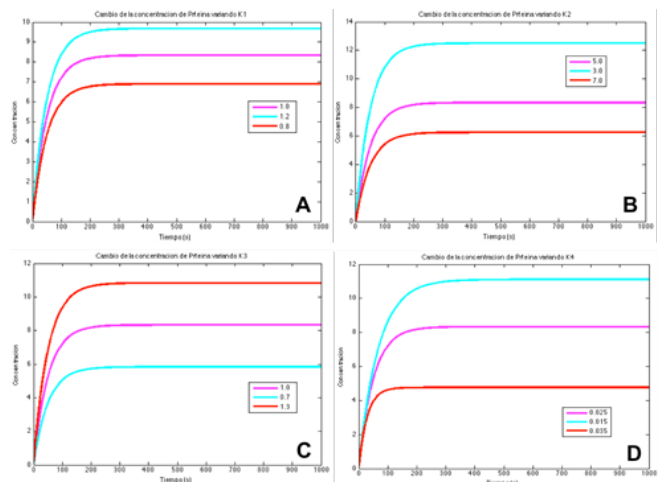 Cambio de la concentracion de Prteina variando K1
10
9
8
7
6
5
4
3
2
1
0
Concentracion
1.0
1.2
0.8
A
0 100 200 300 400 500 600 700 800 900 1000
Tiempo (s)
Cambio de la concentracion de Prteina variando K2
14
12
10
8
6
4
2
0
Concentracion
5.0
3.0
7.0
B
0 100 200 300 400 500 600 700 800 900 1000
Tiempo (s)
Cambio de la concentracion de Prteina variando K3
12
10
8
6
4
2
0
Concentracion
1.0
0.7
1.3
C
0 100 200 300 400 500 600 700 800 900 1000
Tiempo (s)
Cambio de la concentracion de Prteina variando K4
12
10
8
6
4
2
0
Concentracion
0.025
0.015
0.035
D
0 100 200 300 400 500 600 700 800 900 1000
Tiempo (s)